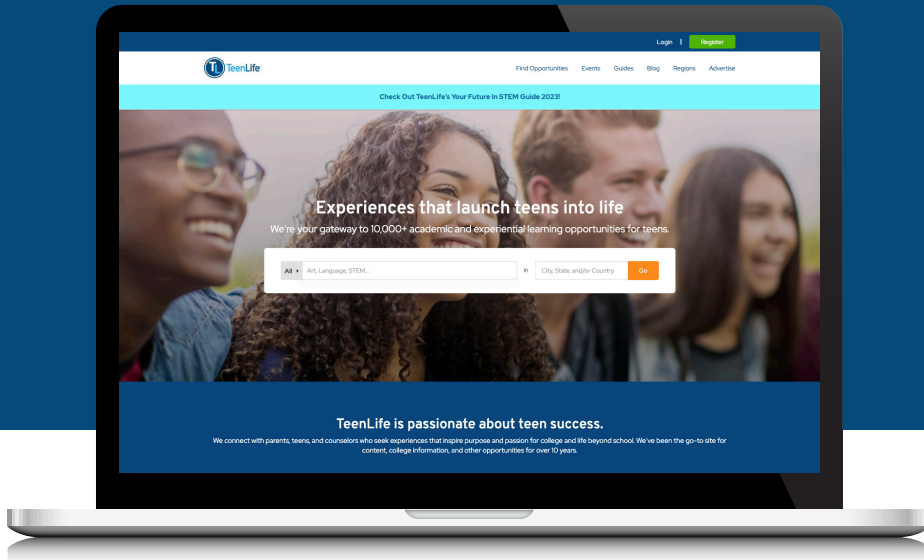 Login | Register
TL TeenLife
Find Opportunities Events Guides Blog Regions Advertise
Check Out TeenLife's Your Future In STEM Guide 2023!
Experiences that launch teens into life
We're your gateway to 10,000+ academic and experiential learning opportunities for teens.
All Art, Language, STEM... in City, State, and/or Country Go
TeenLife is passionate about teen success.
We connect with parents, teens, and counselors who seek experiences that inspire purpose and passion for college and life beyond school. We've been the go-to site for
content, college information, and other opportunities for over 10 years.